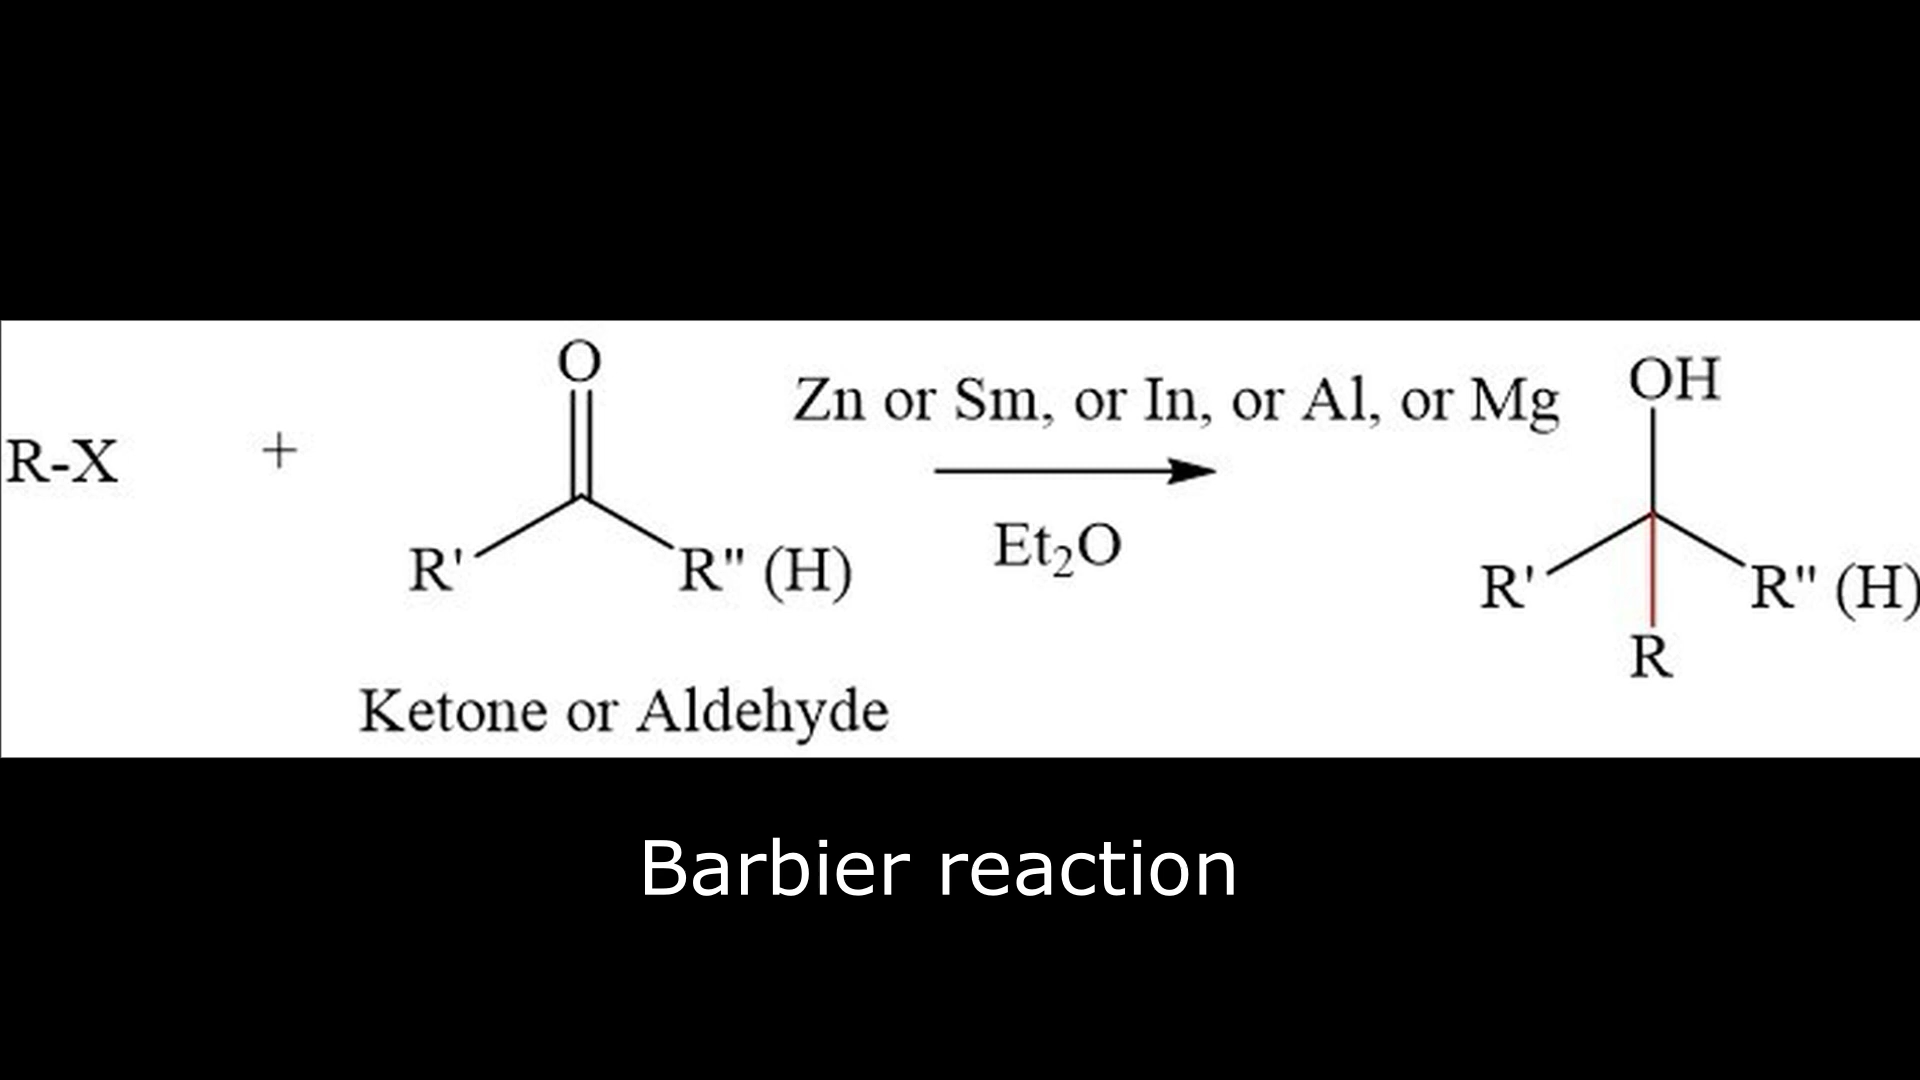 O
OH
Zn or Sm, or In, or Al, or Mg
R-X + 
Et₂O
R' R" (H)
R' R" (H)
R
Ketone or Aldehyde
Barbier reaction